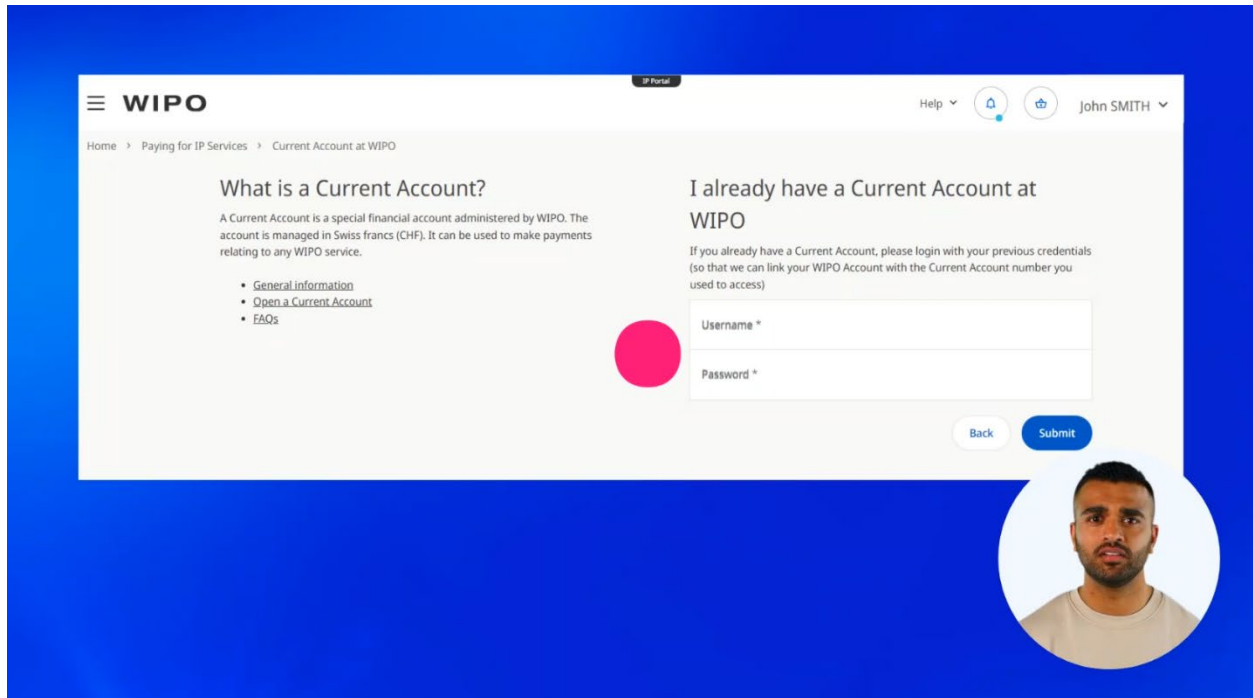 IP Portal
WIPO
Help
John SMITH
Home > Paying for IP Services > Current Account at WIPO
What is a Current Account?
A Current Account is a special financial account administered by WIPO. The
account is managed in Swiss francs (CHF). It can be used to make payments
relating to any WIPO service.
• General information
• Open a Current Account
• FAQs
I already have a Current Account at
WIPO
If you already have a Current Account, please login with your previous credentials
(so that we can link your WIPO Account with the Current Account number you
used to access)
Username *
Password *
Back
Submit